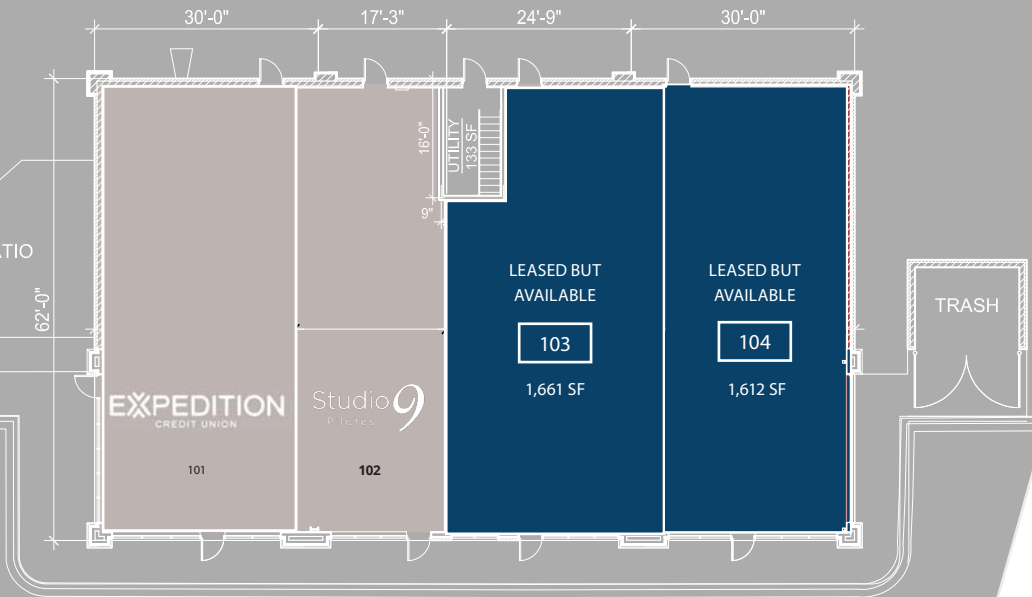 30'-0"
17'-3"
24'-9"
30'-0"
16'-0"
UTILITY
133 SF
9"
ATIO
62'-0"
LEASED BUT
AVAILABLE
103
1,661 SF
LEASED BUT
AVAILABLE
104
1,612 SF
TRASH
EXPEDITION
CREDIT UNION
101
Studio 9
Pilates
102